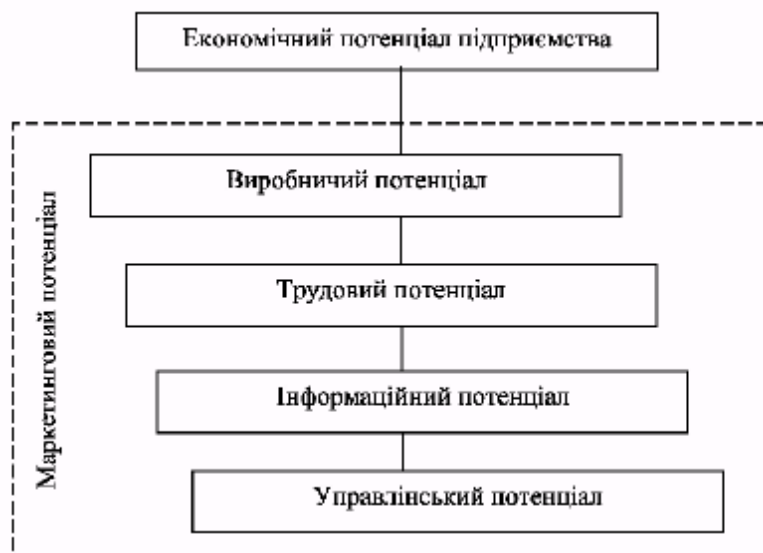 Економічний потенціал підприємства
Маркетинговий потенціал
Виробничий потенціал
Трудовий потенціал
Інформаційний потенціал
Управлінський потенціал